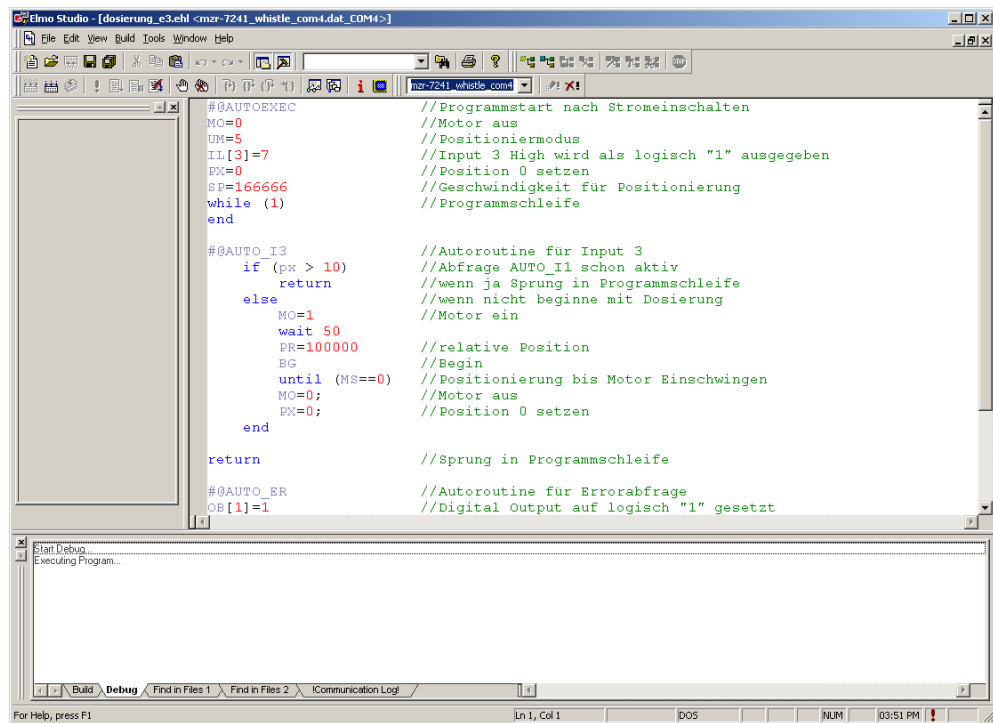 Elmo Studio - [dosierung_e3.ehl <mzr-7241_whistle_com4.dat_COM4>]
File Edit View Build Tools Window Help
STOP
mzr-7241_whistle_com4
#@AUTOEXEC //Programmstart nach Stromeinschalten
MO=0 //Motor aus
UM=5 //Positioniermodus
IL[3]=7 //Input 3 High wird als logisch "1" ausgegeben
PX=0 //Position 0 setzen
SP=166666 //Geschwindigkeit für Positionierung
while (1) //Programmschleife
end
#@AUTO_I3 //Autoroutine für Input 3
if (px > 10) //Abfrage AUTO_I1 schon aktiv
return //wenn ja Sprung in Programmschleife
else //wenn nicht beginne mit Dosierung
MO=1 //Motor ein
wait 50
PR=100000 //relative Position
BG //Begin
until (MS==0) //Positionierung bis Motor Einschwingen
MO=0; //Motor aus
PX=0; //Position 0 setzen
end
return //Sprung in Programmschleife
#@AUTO_ER //Autoroutine für Errorabfrage
OB[1]=1 //Digital Output auf logisch "1" gesetzt
Start Debug...
Executing Program...
Build Debug Find in Files 1 Find in Files 2 !Communication Log!
For Help, press F1 Ln 1, Col 1 DOS NUM 03:51 PM